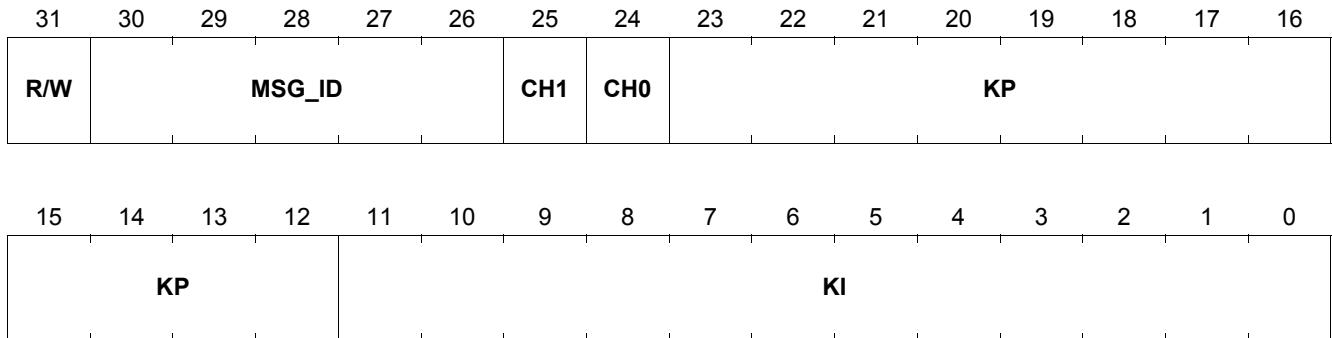 31 30 29 28 27 26 25 24 23 22 21 20 19 18 17 16
R/W MSG_ID CH1 CH0 KP
15 14 13 12 11 10 9 8 7 6 5 4 3 2 1 0
KP KI